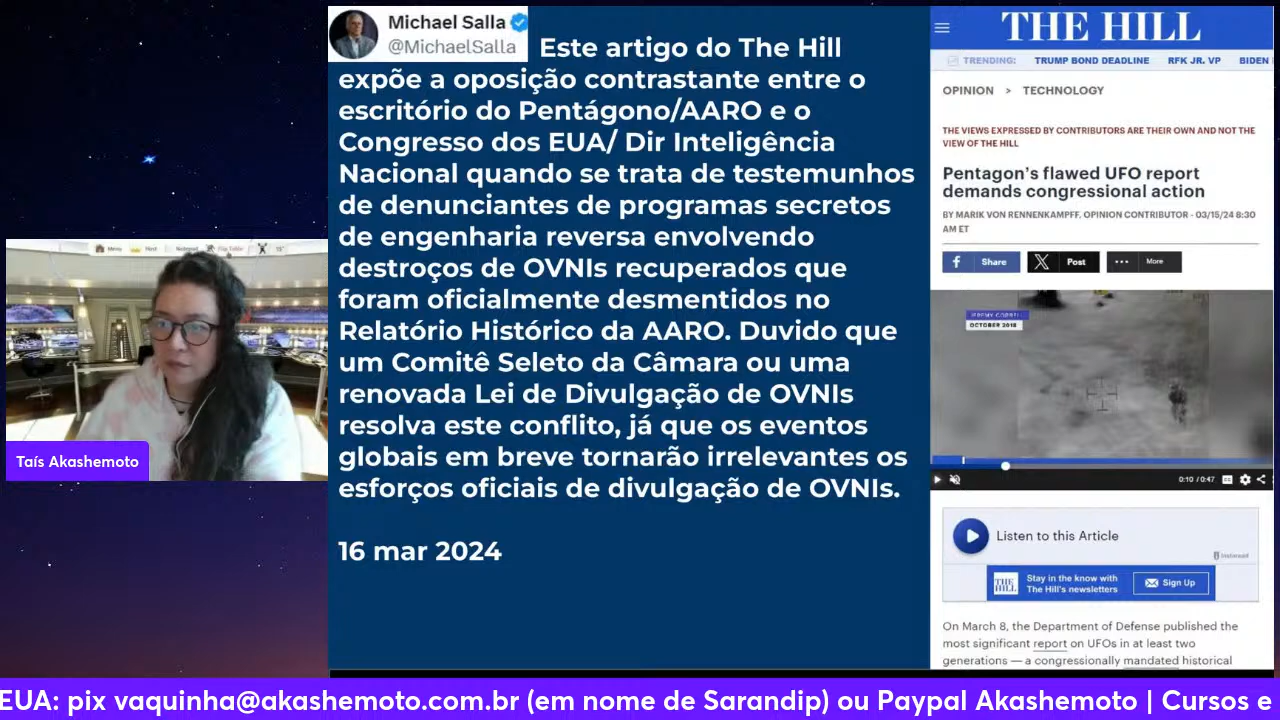 Michael Salla
@MichaelSalla
Este artigo do The Hill
expõe a oposição contrastante entre o
escritório do Pentágono/AARO e o
Congresso dos EUA/ Dir Inteligência
Nacional quando se trata de testemunhos
de denunciantes de programas secretos
de engenharia reversa envolvendo
destroços de OVNIs recuperados que
foram oficialmente desmentidos no
Relatório Histórico da AARO. Duvido que
um Comitê Seleto da Câmara ou uma
renovada Lei de Divulgação de OVNIs
resolva este conflito, já que os eventos
globais em breve tornarão irrelevantes os
esforços oficiais de divulgação de OVNIs.
16 mar 2024
THE HILL
TRENDING: TRUMP BOND DEADLINE RFK JR. VP BIDEN
OPINION > TECHNOLOGY
THE VIEWS EXPRESSED BY CONTRIBUTORS ARE THEIR OWN AND NOT THE
VIEW OF THE HILL
Pentagon's flawed UFO report
demands congressional action
BY MARIK VON RENNENKAMPFF, OPINION CONTRIBUTOR - 03/15/24 8:30
AM ET
Share
Post
More
JEREMY CORBELL
OCTOBER 2018
0:10 / 0:47
Listen to this Article
Instaread
THE HILL
Stay in the know with
The Hill's newsletters
Sign Up
On March 8, the Department of Defense published the
most significant report on UFOs in at least two
generations — a congressionally mandated historical
Menu
Host
Flip Table
Taís Akashemoto
EUA: pix vaquinha@akashemoto.com.br (em nome de Sarandip) ou Paypal Akashemoto | Cursos e